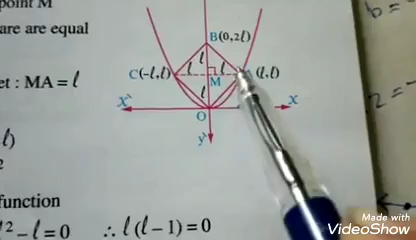 point M
are are equal
et : MA = l
B(0,2l)
C(-l,l)
(l,l)
l
l
l
M
l
x'
x
O
y'
l)
2
function
l² - l = 0 ∴ l(l-1) = 0
b = -
2 = -
Made with
VideoShow